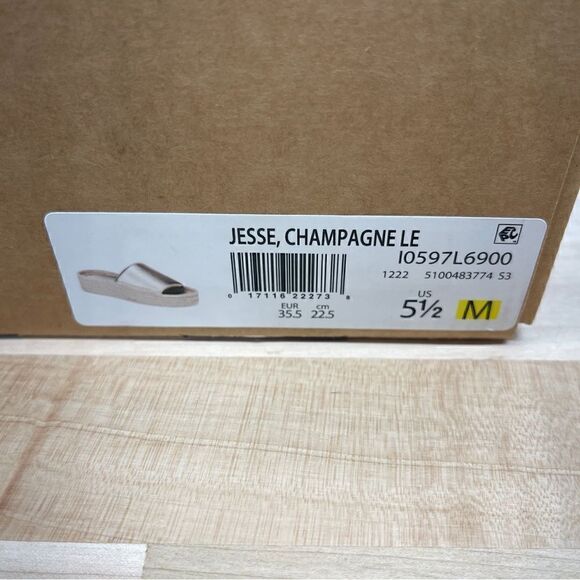 JESSE, CHAMPAGNE LE
I0597L6900
1222 5100483774 S3
0 17116 22273 8
EUR cm US
35.5 22.5 5½ M